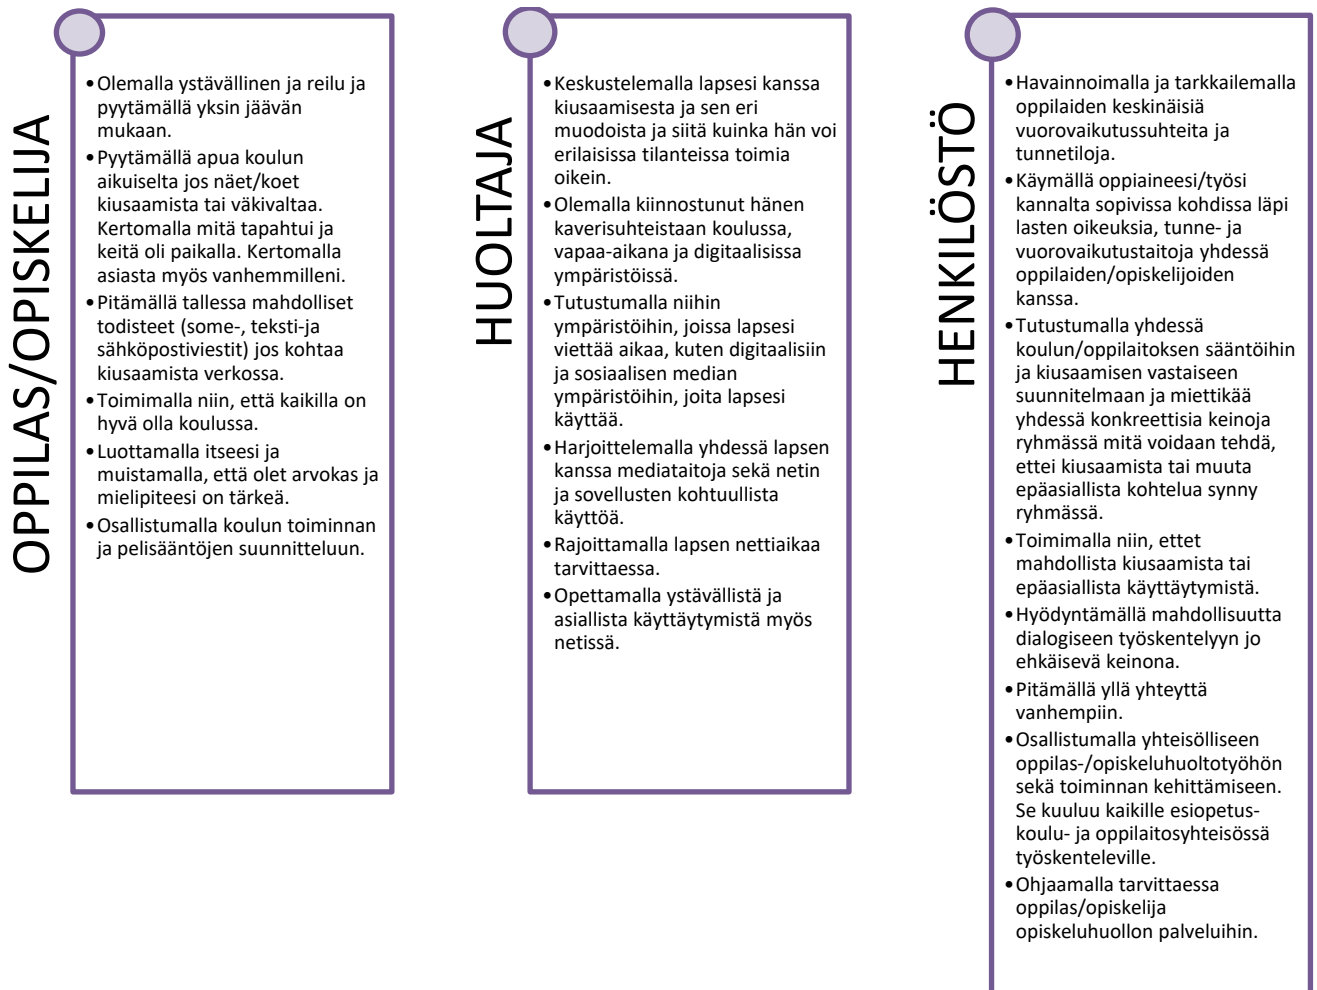 OPPILAS/OPISKELIJA
•Olemalla ystävällinen ja reilu ja
pyytämällä yksin jäävän
mukaan.
•Pyytämällä apua koulun
aikuiselta jos näet/koet
kiusaamista tai väkivaltaa.
Kertomalla mitä tapahtui ja
keitä oli paikalla. Kertomalla
asiasta myös vanhemmilleni.
•Pitämällä tallessa mahdolliset
todisteet (some-, teksti-ja
sähköpostiviestit) jos kohtaa
kiusaamista verkossa.
•Toimimalla niin, että kaikilla on
hyvä olla koulussa.
•Luottamalla itseesi ja
muistamalla, että olet arvokas ja
mielipiteesi on tärkeä.
•Osallistumalla koulun toiminnan
ja pelisääntöjen suunnitteluun.
HUOLTAJA
•Keskustelemalla lapsesi kanssa
kiusaamisesta ja sen eri
muodoista ja siitä kuinka hän voi
erilaisissa tilanteissa toimia
oikein.
•Olemalla kiinnostunut hänen
kaverisuhteistaan koulussa,
vapaa-aikana ja digitaalisissa
ympäristöissä.
•Tutustumalla niihin
ympäristöihin, joissa lapsesi
viettää aikaa, kuten digitaalisiin
ja sosiaalisen median
ympäristöihin, joita lapsesi
käyttää.
•Harjoittelemalla yhdessä lapsen
kanssa mediataitoja sekä netin
ja sovellusten kohtuullista
käyttöä.
•Rajoittamalla lapsen nettiaikaa
tarvittaessa.
•Opettamalla ystävällistä ja
asiallista käyttäytymistä myös
netissä.
HENKILÖSTÖ
•Havainnoimalla ja tarkkailemalla
oppilaiden keskinäisiä
vuorovaikutussuhteita ja
tunnetiloja.
•Käymällä oppiaineesi/työsi
kannalta sopivissa kohdissa läpi
lasten oikeuksia, tunne- ja
vuorovaikutustaitoja yhdessä
oppilaiden/opiskelijoiden
kanssa.
•Tutustumalla yhdessä
koulun/oppilaitoksen sääntöihin
ja kiusaamisen vastaiseen
suunnitelmaan ja miettikää
yhdessä konkreettisia keinoja
ryhmässä mitä voidaan tehdä,
ettei kiusaamista tai muuta
epäasiallista kohtelua synny
ryhmässä.
•Toimimalla niin, ettet
mahdollista kiusaamista tai
epäasiallista käyttäytymistä.
•Hyödyntämällä mahdollisuutta
dialogiseen työskentelyyn jo
ehkäisevä keinona.
•Pitämällä yllä yhteyttä
vanhempiin.
•Osallistumalla yhteisölliseen
oppilas-/opiskeluhuoltotyöhön
sekä toiminnan kehittämiseen.
Se kuuluu kaikille esiopetus-
koulu- ja oppilaitosyhteisössä
työskenteleville.
•Ohjaamalla tarvittaessa
oppilas/opiskelija
opiskeluhuollon palveluihin.